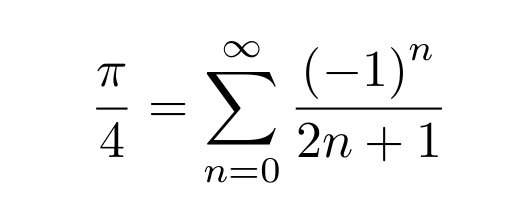 π/4 = ∑_{n=0}^{∞} (−1)^n / (2n + 1)